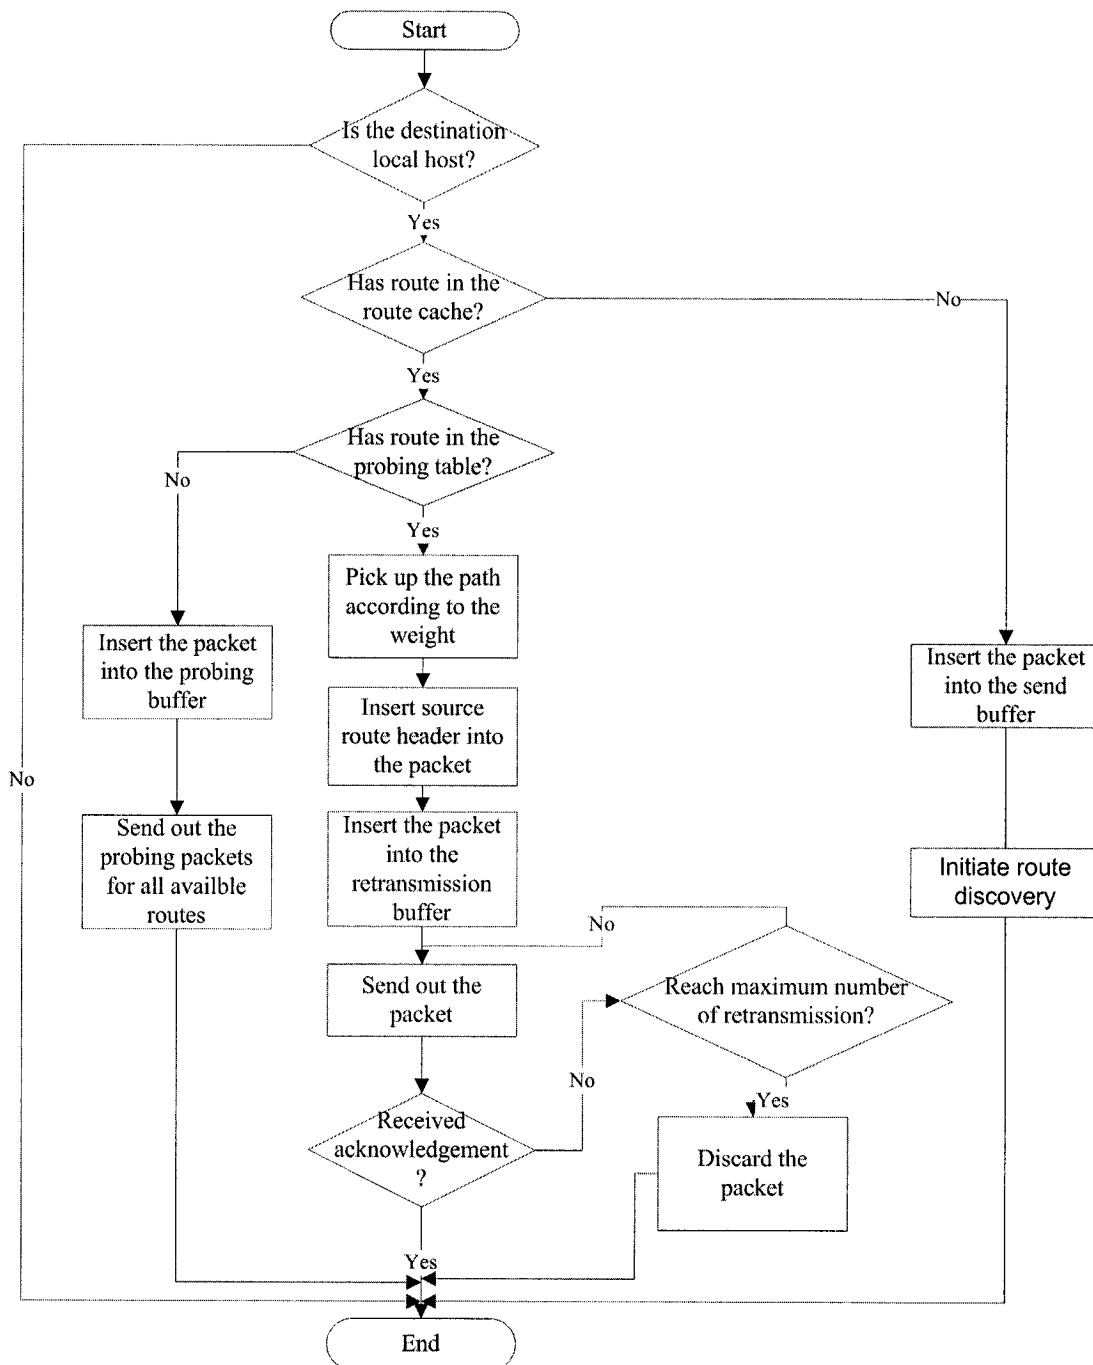 Start
Is the destination
local host?
Yes
Has route in the
route cache?
No
Yes
Has route in the
probing table?
No
Yes
Pick up the path
according to the
weight
Insert the packet
into the probing
buffer
Insert the packet
into the send
buffer
Insert source
route header into
the packet
No
Send out the
probing packets
for all availble
routes
Insert the packet
into the
retransmission
buffer
Initiate route
discovery
No
Send out the
packet
Reach maximum number
of retransmission?
No
Yes
Received
acknowledgement
?
Discard the
packet
Yes
End